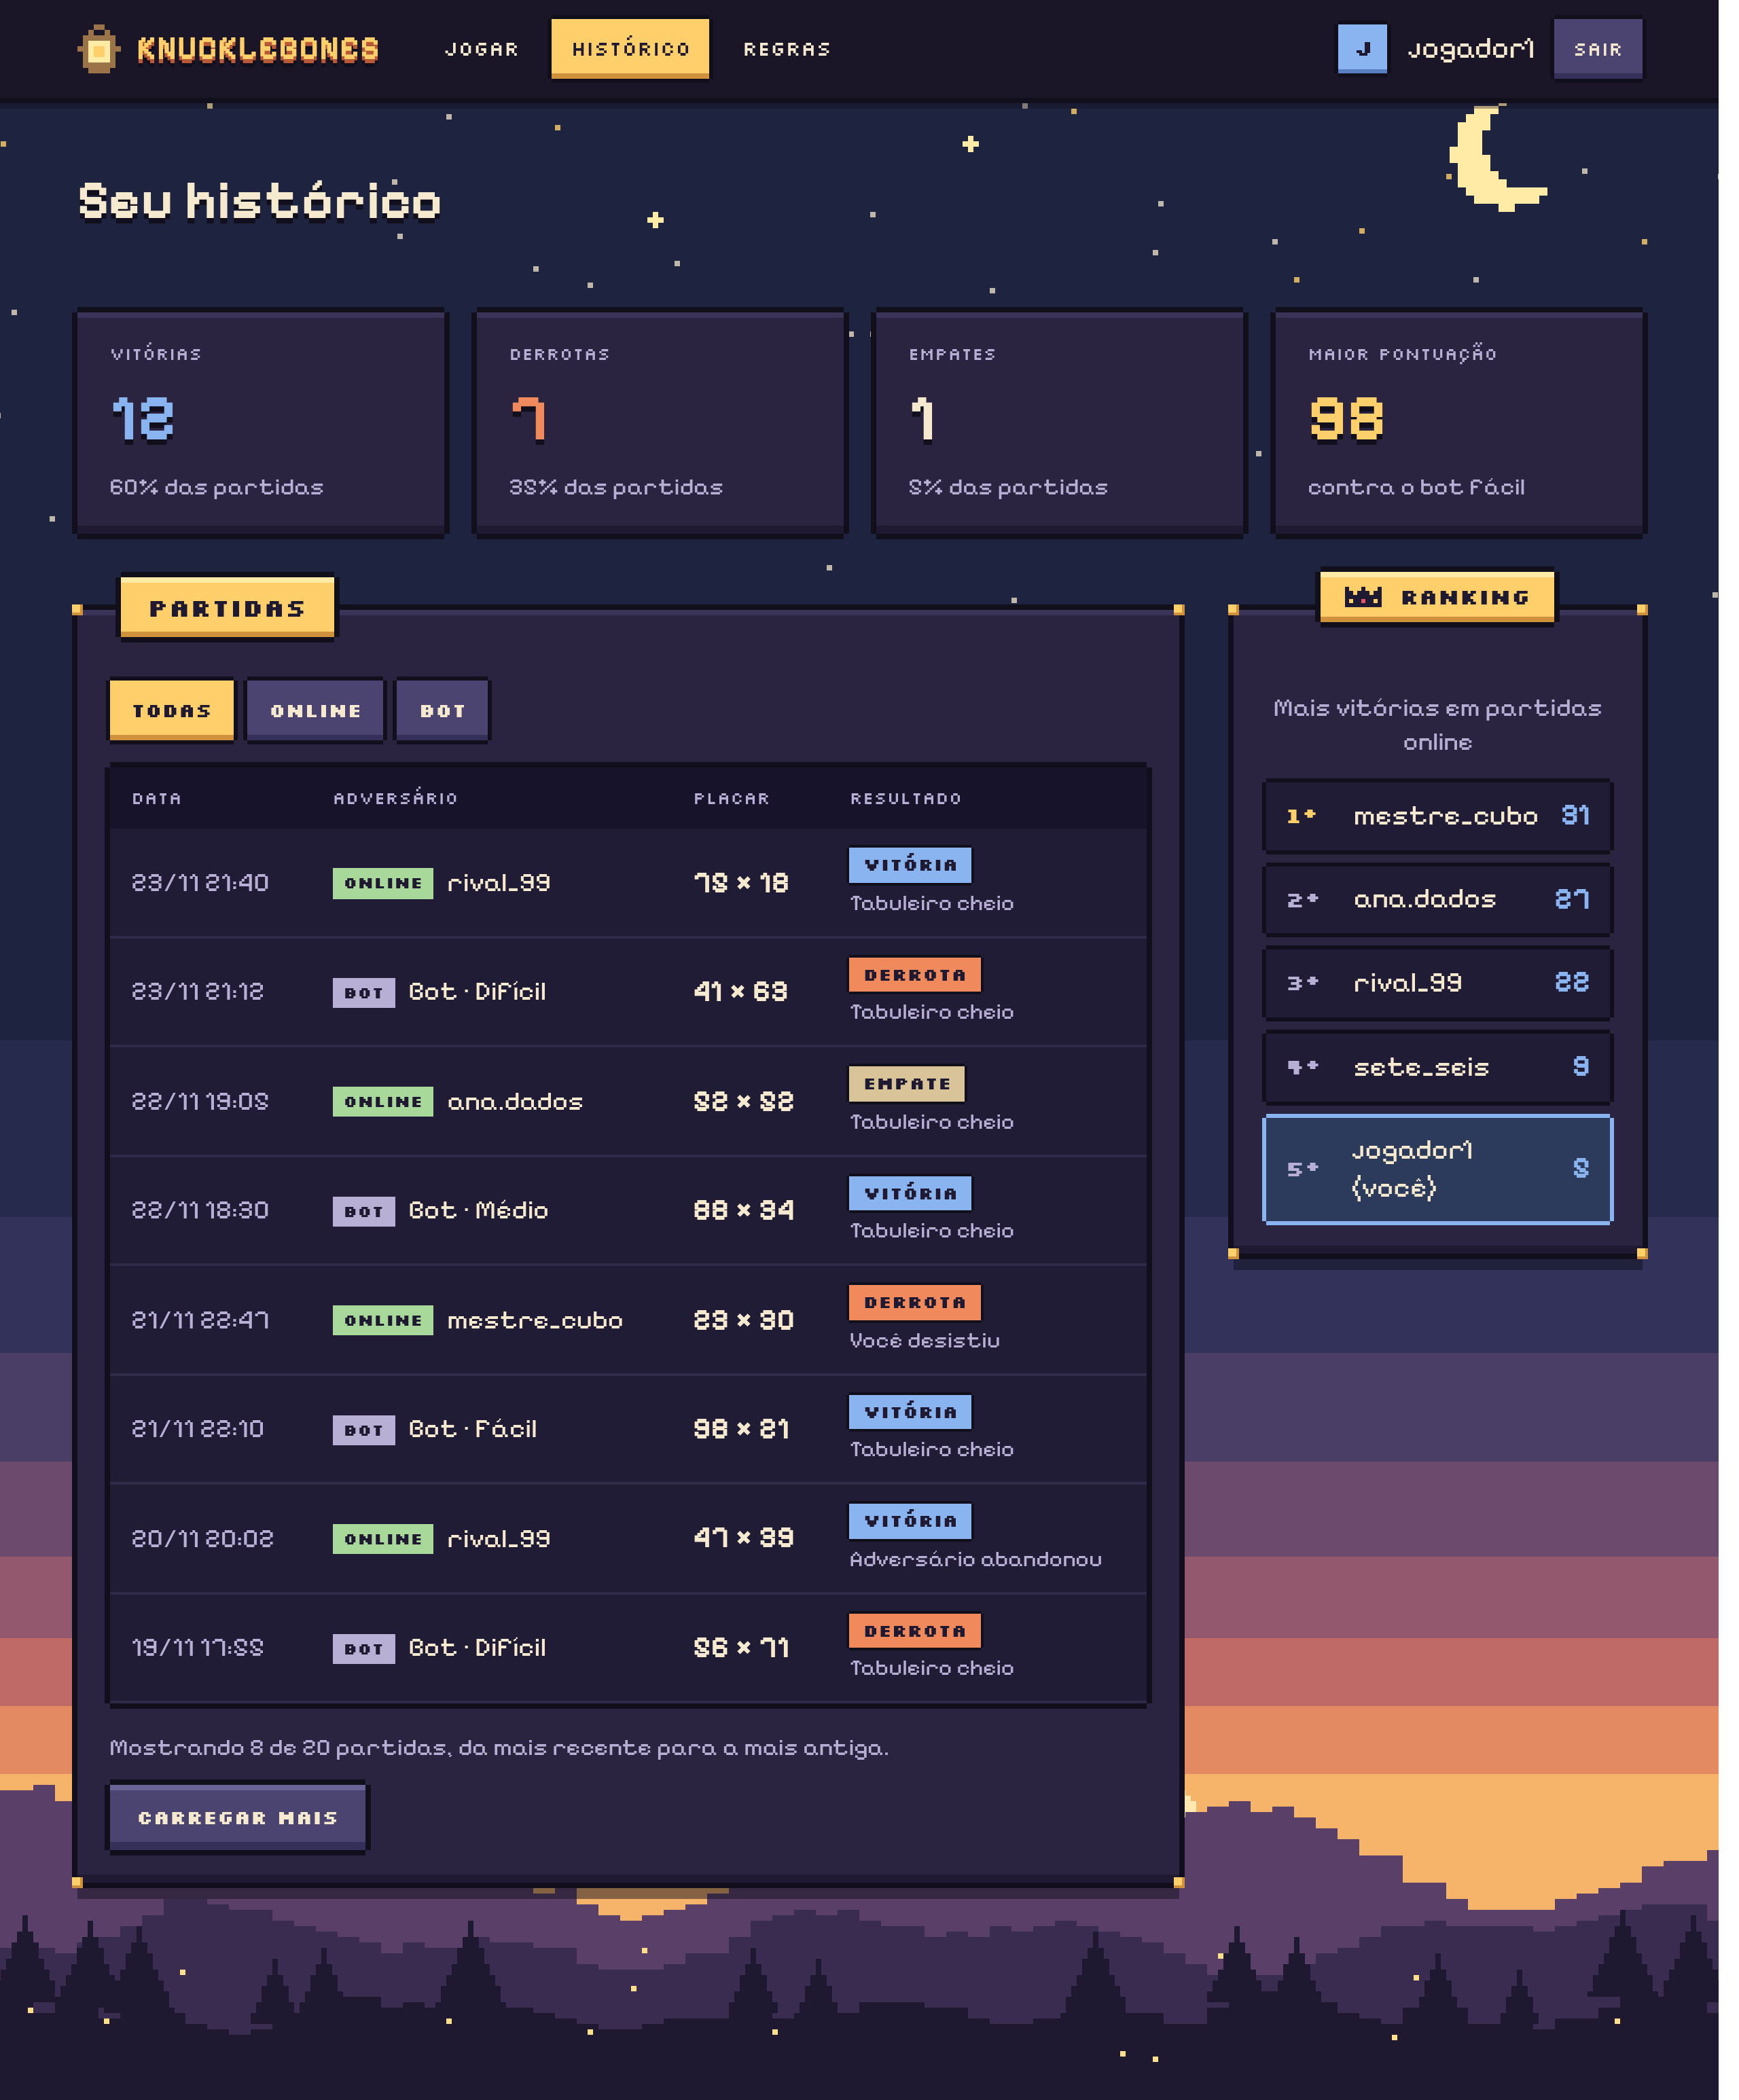 KNUCKLEBONES
JOGAR
HISTÓRICO
REGRAS
J
jogador1
SAIR
Seu histórico
VITÓRIAS
12
60% das partidas
DERROTAS
7
35% das partidas
EMPATES
1
5% das partidas
MAIOR PONTUAÇÃO
98
contra o bot Fácil
PARTIDAS
TODAS
ONLINE
BOT
DATA ADVERSÁRIO PLACAR RESULTADO
23/11 21:40 ONLINE rival_99 75 × 18 VITÓRIA
Tabuleiro cheio
23/11 21:12 BOT Bot · Difícil 41 × 63 DERROTA
Tabuleiro cheio
22/11 19:05 ONLINE ana.dados 52 × 52 EMPATE
Tabuleiro cheio
22/11 18:30 BOT Bot · Médio 88 × 34 VITÓRIA
Tabuleiro cheio
21/11 22:47 ONLINE mestre_cubo 23 × 30 DERROTA
Você desistiu
21/11 22:10 BOT Bot · Fácil 98 × 21 VITÓRIA
Tabuleiro cheio
20/11 20:02 ONLINE rival_99 47 × 39 VITÓRIA
Adversário abandonou
19/11 17:55 BOT Bot · Difícil 56 × 71 DERROTA
Tabuleiro cheio
Mostrando 8 de 20 partidas, da mais recente para a mais antiga.
CARREGAR MAIS
RANKING
Mais vitórias em partidas
online
1º mestre_cubo 31
2º ana.dados 27
3º rival_99 22
4º sete_seis 9
5º jogador1 5
(você)